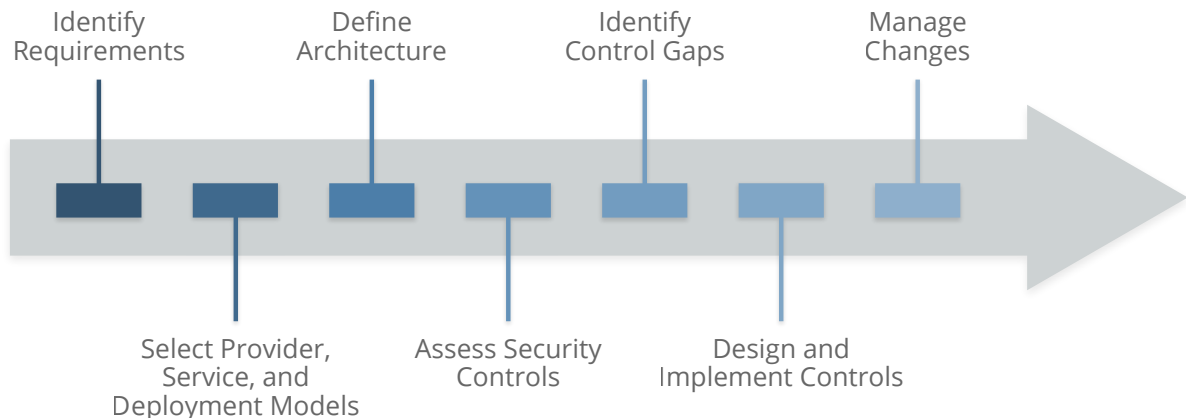 Identify
Requirements
Define
Architecture
Identify
Control Gaps
Manage
Changes
Select Provider,
Service, and
Deployment Models
Assess Security
Controls
Design and
Implement Controls